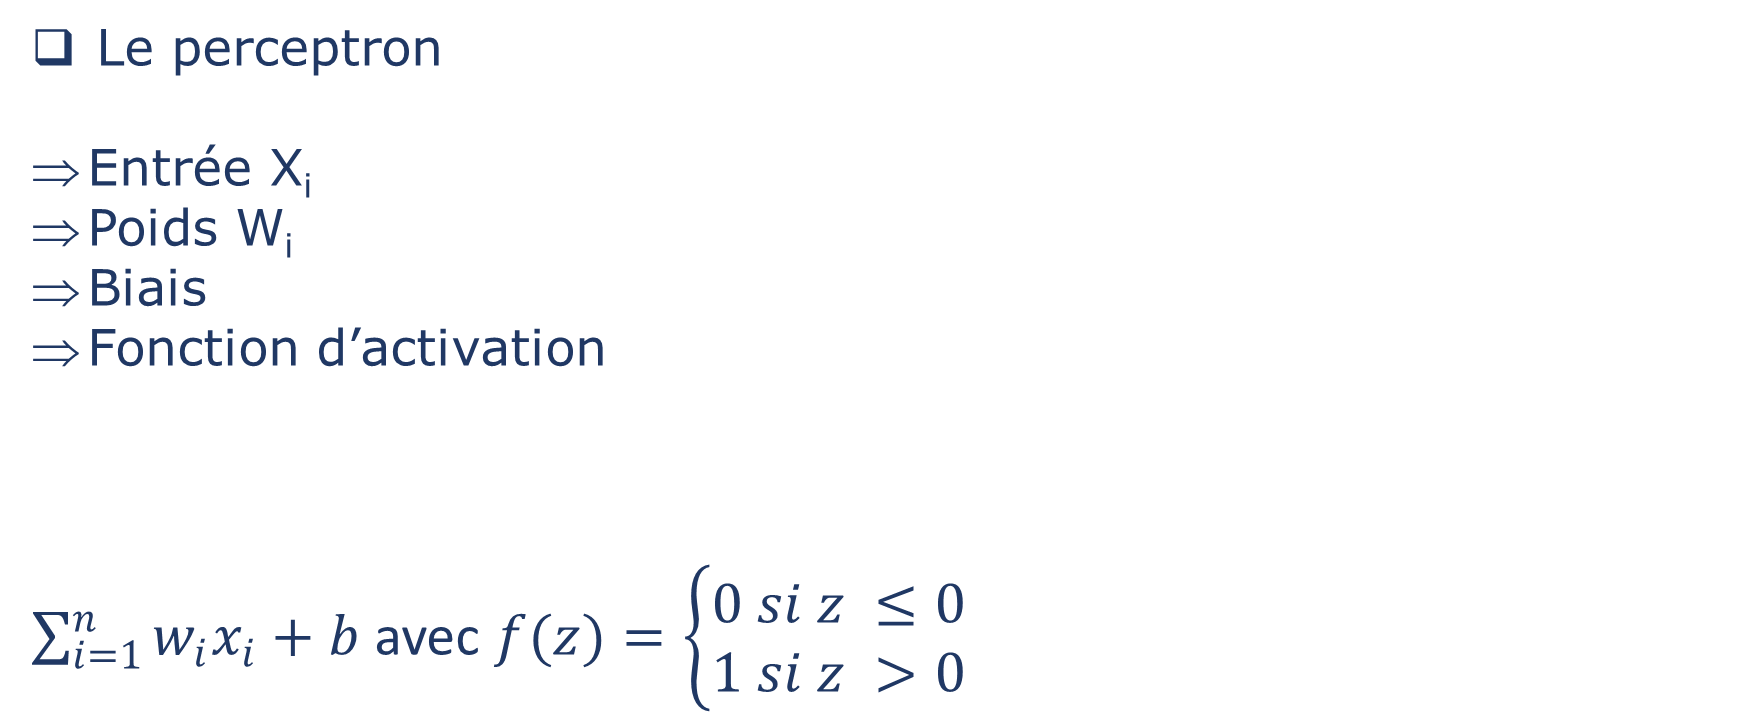 ❑ Le perceptron
⇒Entrée Xᵢ
⇒Poids Wᵢ
⇒Biais
⇒Fonction d’activation
∑ⁿᵢ₌₁ wᵢxᵢ + b avec f(z) = {0 si z ≤ 0
1 si z > 0